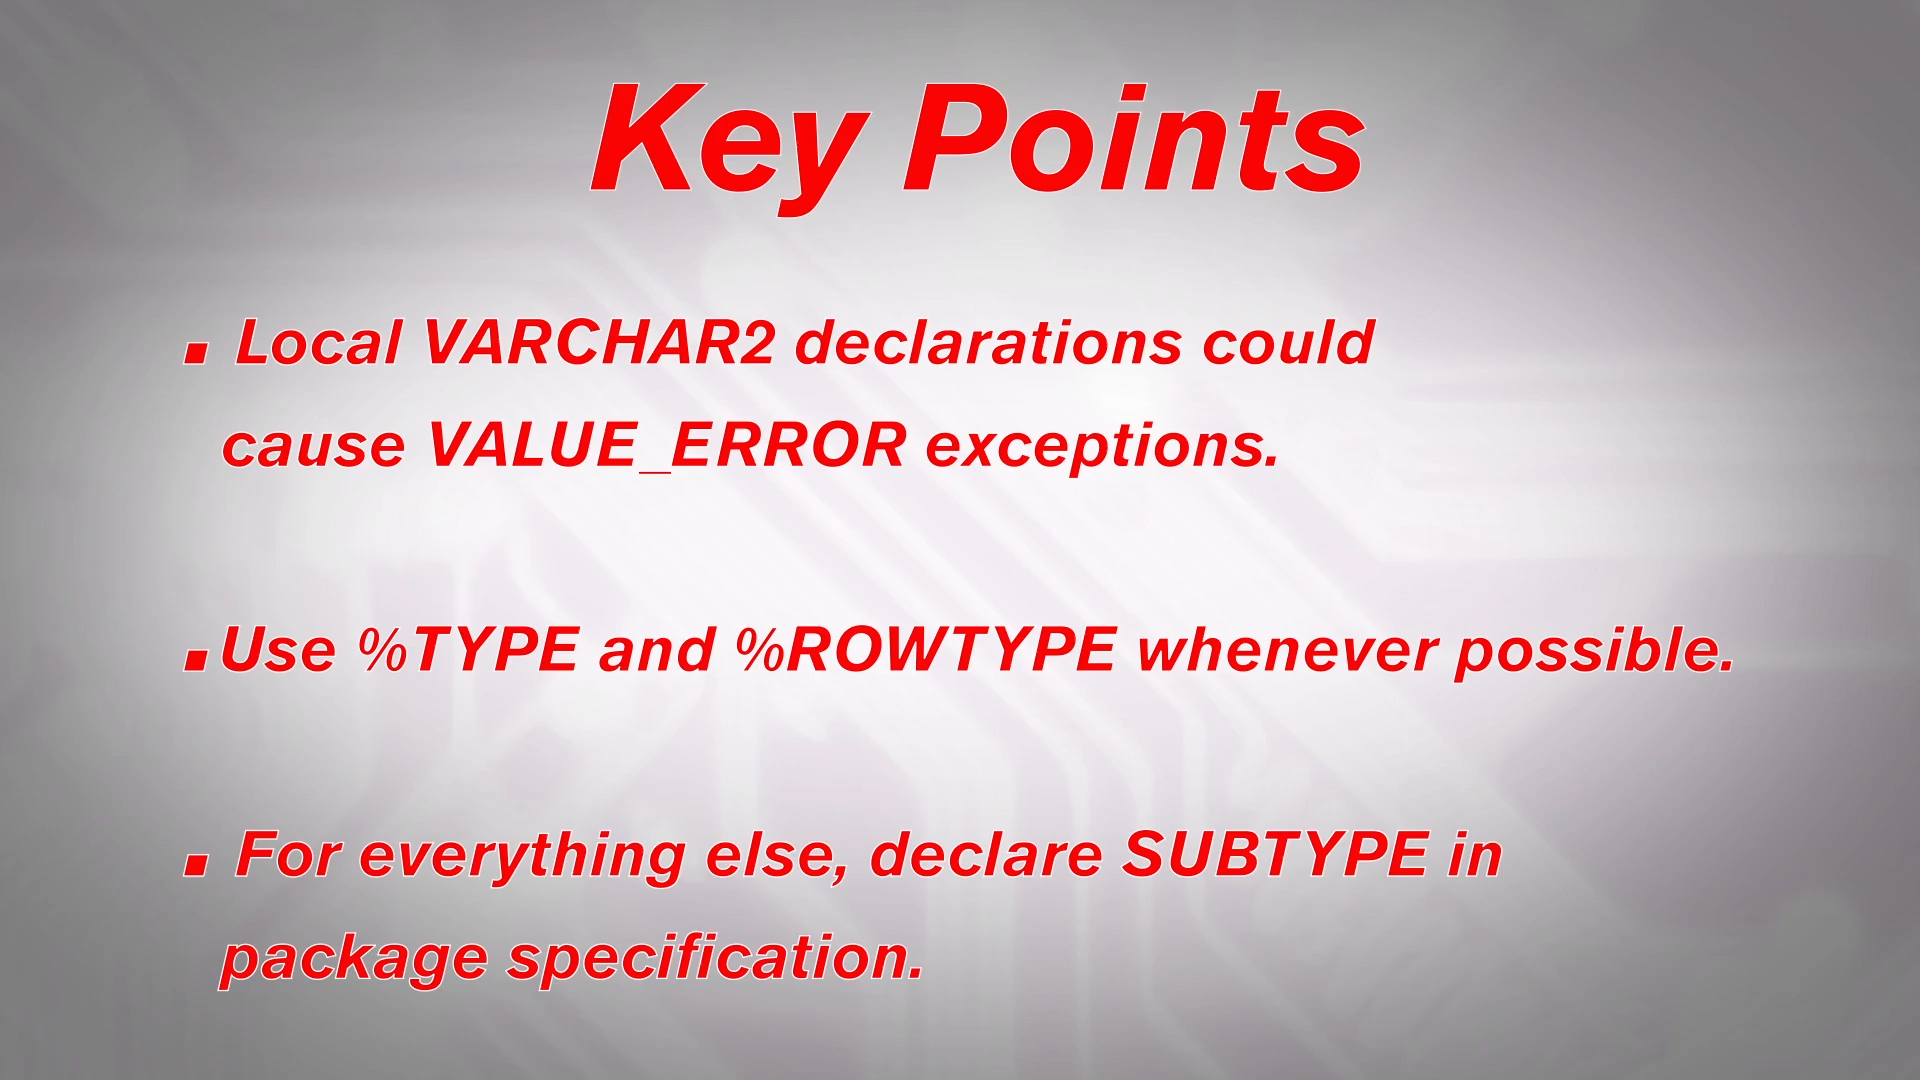 Key Points
▪ Local VARCHAR2 declarations could
cause VALUE_ERROR exceptions.
▪Use %TYPE and %ROWTYPE whenever possible.
▪ For everything else, declare SUBTYPE in
package specification.